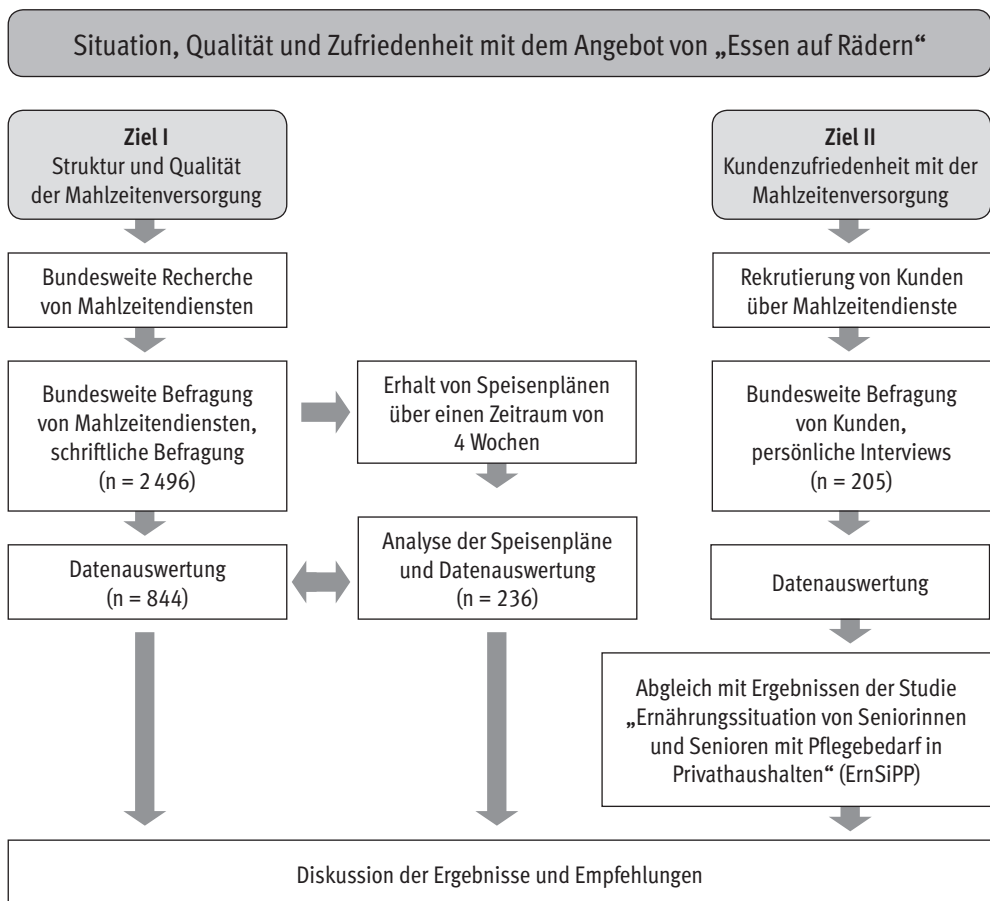 Situation, Qualität und Zufriedenheit mit dem Angebot von „Essen auf Rädern“
Ziel I
Struktur und Qualität
der Mahlzeitenversorgung
Bundesweite Recherche
von Mahlzeitendiensten
Bundesweite Befragung
von Mahlzeitendiensten,
schriftliche Befragung
(n = 2 496)
Erhalt von Speisenplänen
über einen Zeitraum von
4 Wochen
Datenauswertung
(n = 844)
Analyse der Speisenpläne
und Datenauswertung
(n = 236)
Ziel II
Kundenzufriedenheit mit der
Mahlzeitenversorgung
Rekrutierung von Kunden
über Mahlzeitendienste
Bundesweite Befragung
von Kunden,
persönliche Interviews
(n = 205)
Datenauswertung
Abgleich mit Ergebnissen der Studie
„Ernährungssituation von Seniorinnen
und Senioren mit Pflegebedarf in
Privathaushalten“ (ErnSiPP)
Diskussion der Ergebnisse und Empfehlungen